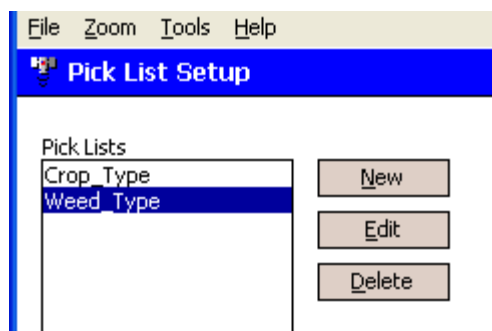 File Zoom Tools Help
Pick List Setup
Pick Lists
Crop_Type
Weed_Type
New
Edit
Delete